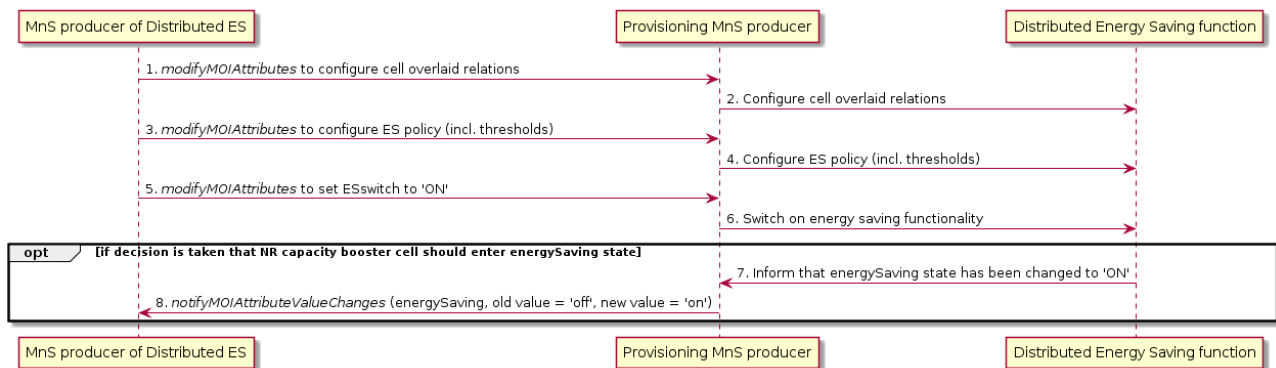 MnS producer of Distributed ES
Provisioning MnS producer
Distributed Energy Saving function
1. modifyMOIAttributes to configure cell overlaid relations
2. Configure cell overlaid relations
3. modifyMOIAttributes to configure ES policy (incl. thresholds)
4. Configure ES policy (incl. thresholds)
5. modifyMOIAttributes to set ESswitch to 'ON'
6. Switch on energy saving functionality
opt
[if decision is taken that NR capacity booster cell should enter energySaving state]
7. Inform that energySaving state has been changed to 'ON'
8. notifyMOIAttributeValueChanges (energySaving, old value = 'off', new value = 'on')
MnS producer of Distributed ES
Provisioning MnS producer
Distributed Energy Saving function